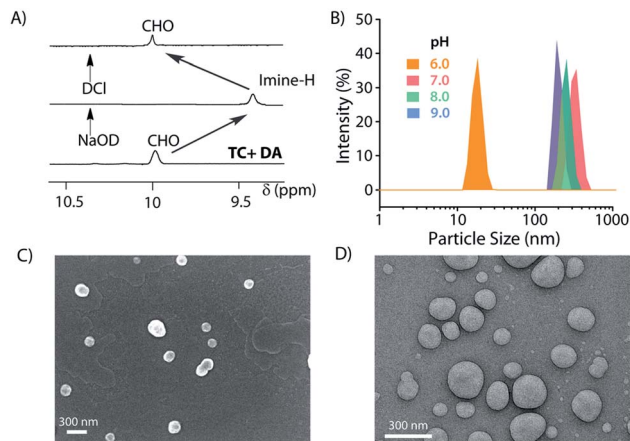 A)
CHO
DCl
Imine-H
NaOD
CHO
TC+ DA
δ (ppm)
10.5
10
9.5
B)
Intensity (%)
50
40
30
20
10
0
pH
6.0
7.0
8.0
9.0
1
10
100
1000
Particle Size (nm)
C)
300 nm
D)
300 nm